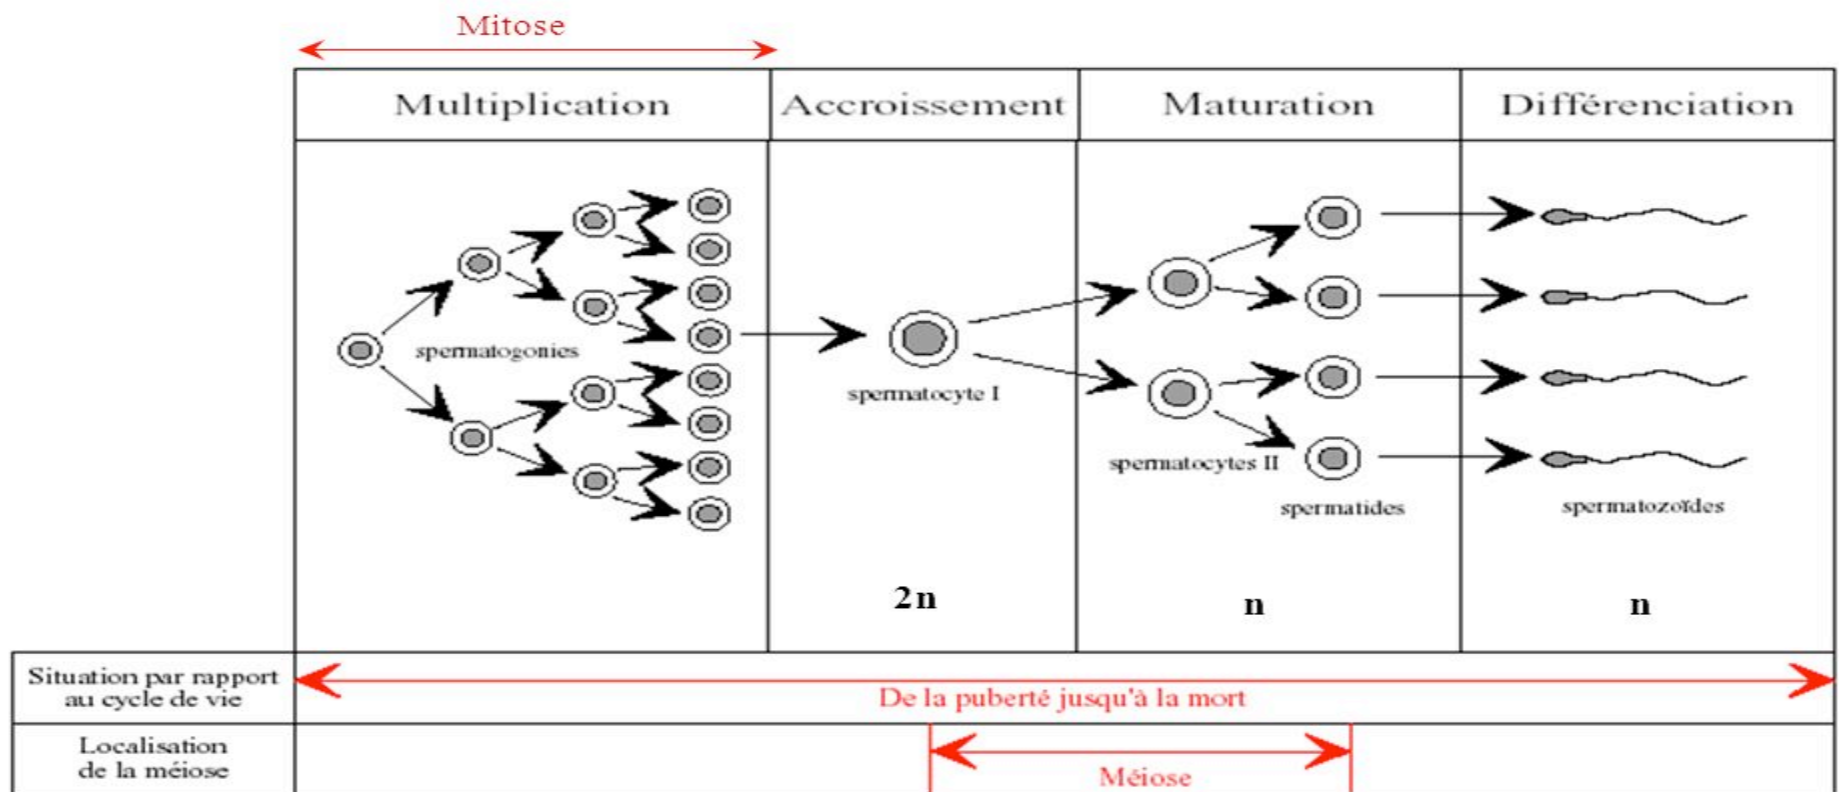 Mitose
Multiplication
Accroissement
Maturation
Différenciation
spermatogonies
spermatocyte I
spermatocytes II
spermatides
spermatozoïdes
2n
n
n
Situation par rapport
au cycle de vie
De la puberté jusqu'à la mort
Localisation
de la méiose
Méiose